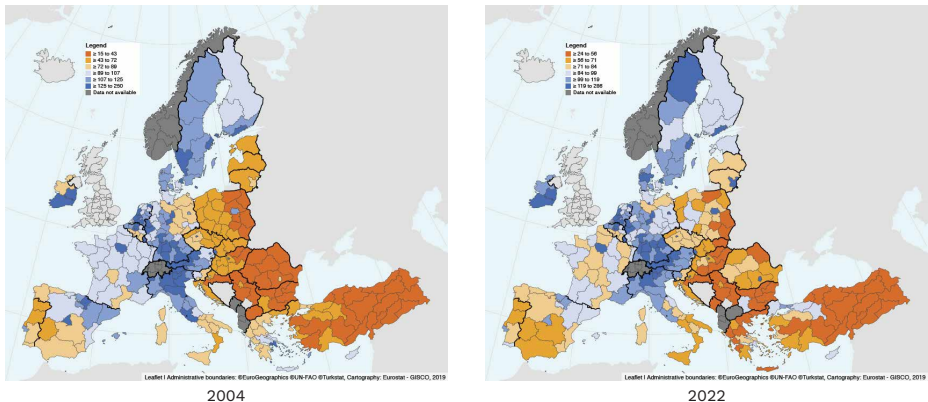 Legend
≥ 15 to 43
≥ 43 to 72
≥ 72 to 89
≥ 89 to 107
≥ 107 to 125
≥ 125 to 250
Data not available
Leaflet | Administrative boundaries: ©EuroGeographics ©UN-FAO ©Turkstat, Cartography: Eurostat - GISCO, 2019
2004
Legend
≥ 24 to 56
≥ 56 to 71
≥ 71 to 84
≥ 84 to 99
≥ 99 to 119
≥ 119 to 286
Data not available
Leaflet | Administrative boundaries: ©EuroGeographics ©UN-FAO ©Turkstat, Cartography: Eurostat - GISCO, 2019
2022